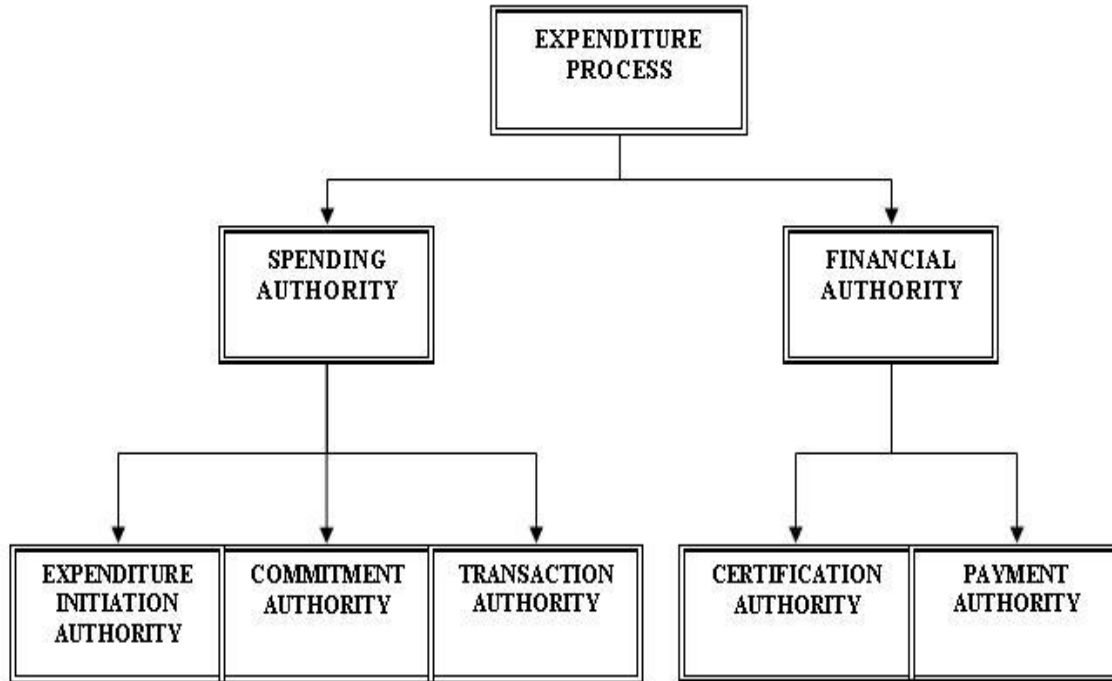 EXPENDITURE
PROCESS
SPENDING
AUTHORITY
FINANCIAL
AUTHORITY
EXPENDITURE
INITIATION
AUTHORITY
COMMITMENT
AUTHORITY
TRANSACTION
AUTHORITY
CERTIFICATION
AUTHORITY
PAYMENT
AUTHORITY